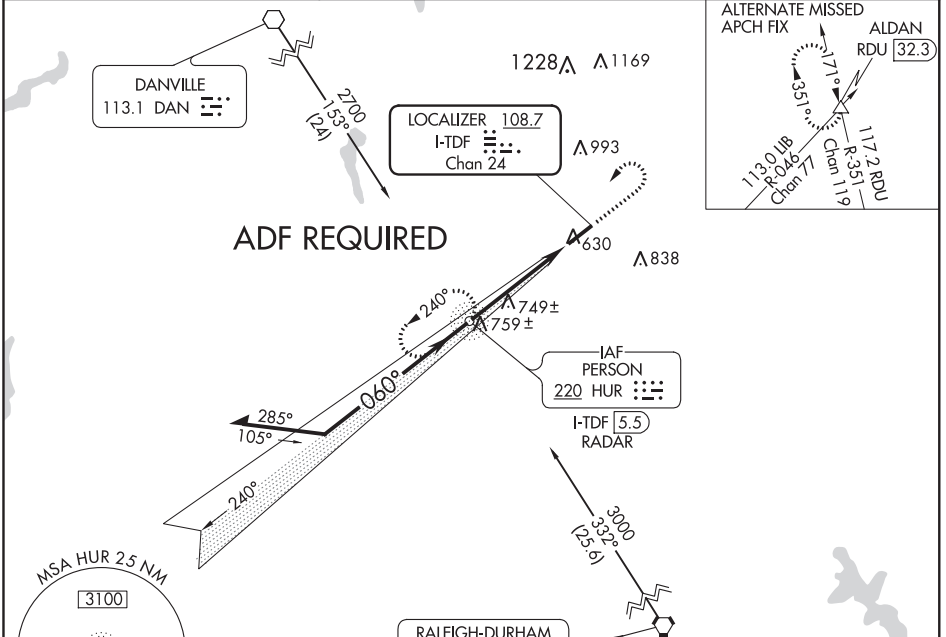 ALTERNATE MISSED
APCH FIX
ALDAN
RDU 32.3
171°
351°
113.0 LIB
R-046
Chan 77
117.2 RDU
R-351
Chan 119
1228
1169
DANVILLE
113.1 DAN
2700
153°
(24)
LOCALIZER 108.7
I-TDF
Chan 24
993
ADF REQUIRED
630
838
240°
749±
759±
IAF
PERSON
220 HUR
I-TDF 5.5
RADAR
060°
285°
105°
240°
3000
332°
(25.6)
MSA HUR 25 NM
3100
RALEIGH-DURHAM